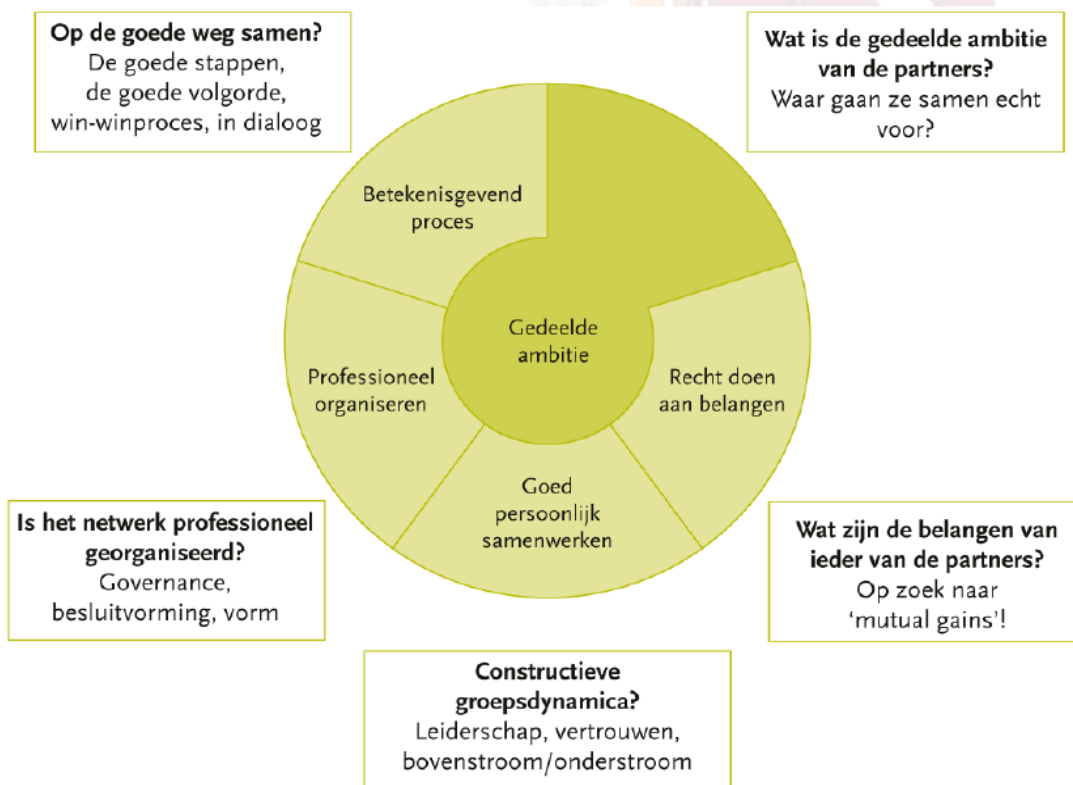 Op de goede weg samen?
De goede stappen,
de goede volgorde,
win-winproces, in dialoog
Wat is de gedeelde ambitie
van de partners?
Waar gaan ze samen echt
voor?
Betekenisgevend
proces
Gedeelde
ambitie
Professioneel
organiseren
Recht doen
aan belangen
Goed
persoonlijk
samenwerken
Is het netwerk professioneel
georganiseerd?
Governance,
besluitvorming, vorm
Wat zijn de belangen van
ieder van de partners?
Op zoek naar
‘mutual gains’!
Constructieve
groepsdynamica?
Leiderschap, vertrouwen,
bovenstroom/onderstroom